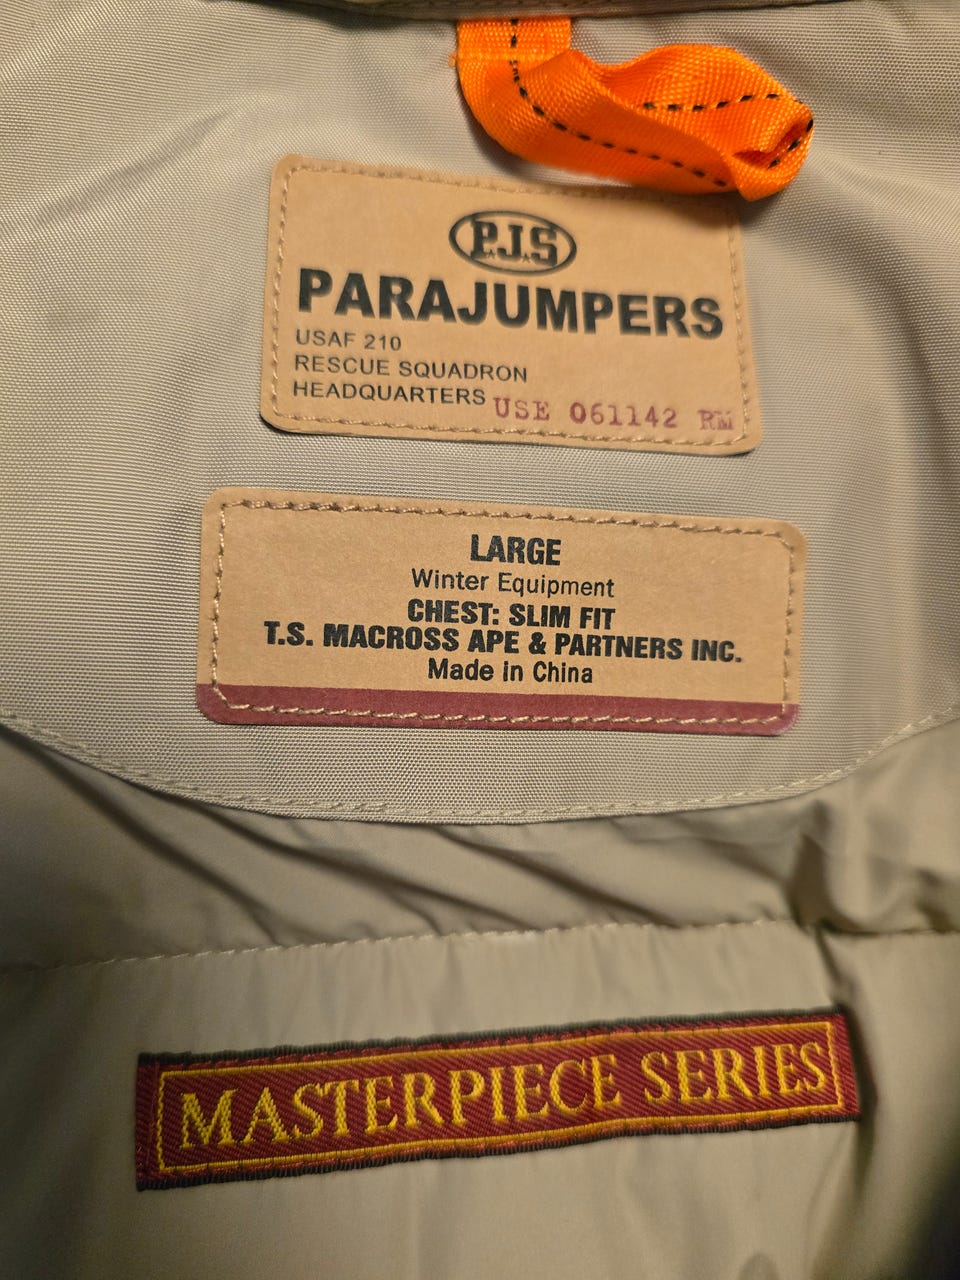 P.J.S
PARAJUMPERS
USAF 210
RESCUE SQUADRON
HEADQUARTERS USE 061142 RM
LARGE
Winter Equipment
CHEST: SLIM FIT
T.S. MACROSS APE & PARTNERS INC.
Made in China
MASTERPIECE SERIES